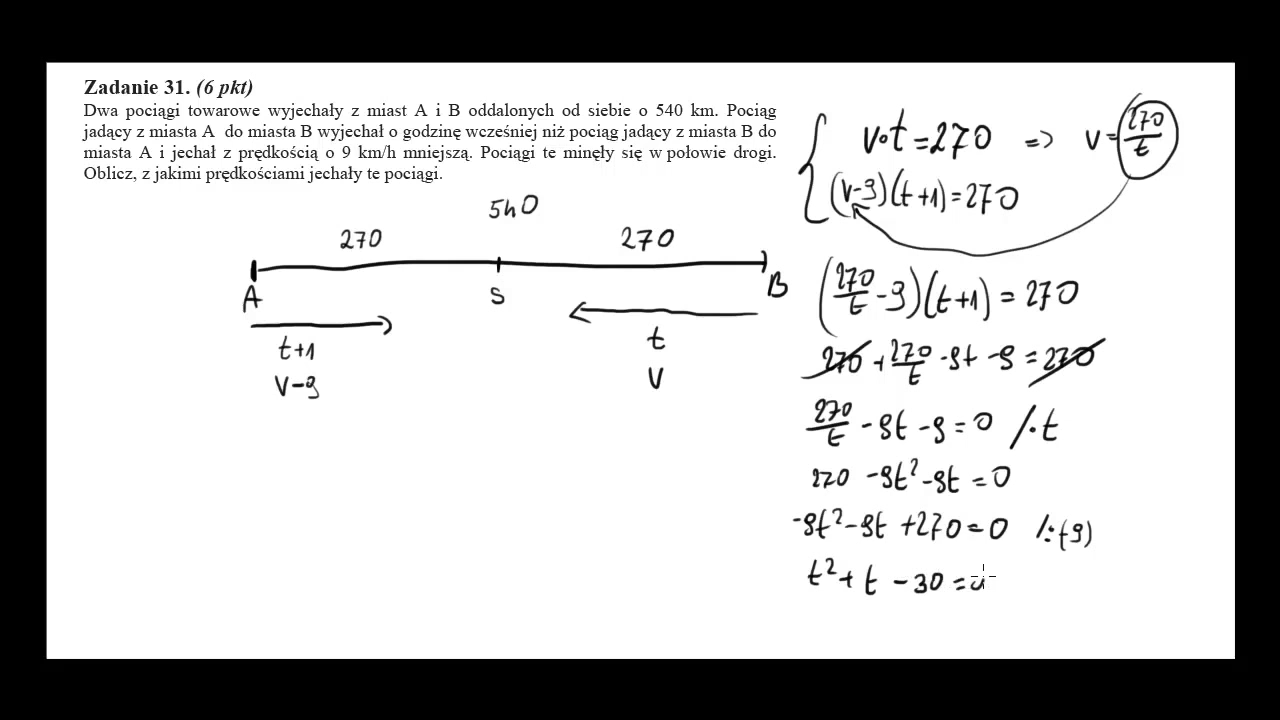 Zadanie 31. (6 pkt)
Dwa pociągi towarowe wyjechały z miast A i B oddalonych od siebie o 540 km. Pociąg
jadący z miasta A do miasta B wyjechał o godzinę wcześniej niż pociąg jadący z miasta B do
miasta A i jechał z prędkością o 9 km/h mniejszą. Pociągi te minęły się w połowie drogi.
Oblicz, z jakimi prędkościami jechały te pociągi.
540
270 270
A S B
t+1 t
v-9 v
v·t=270 => v=270/t
(v-9)(t+1)=270
(270/t -9)(t+1)=270
270+270/t -9t -9=270
270/t -9t -9=0 /·t
270 -9t² -9t =0
-9t² -9t +270=0 /:(-9)
t² + t -30=0